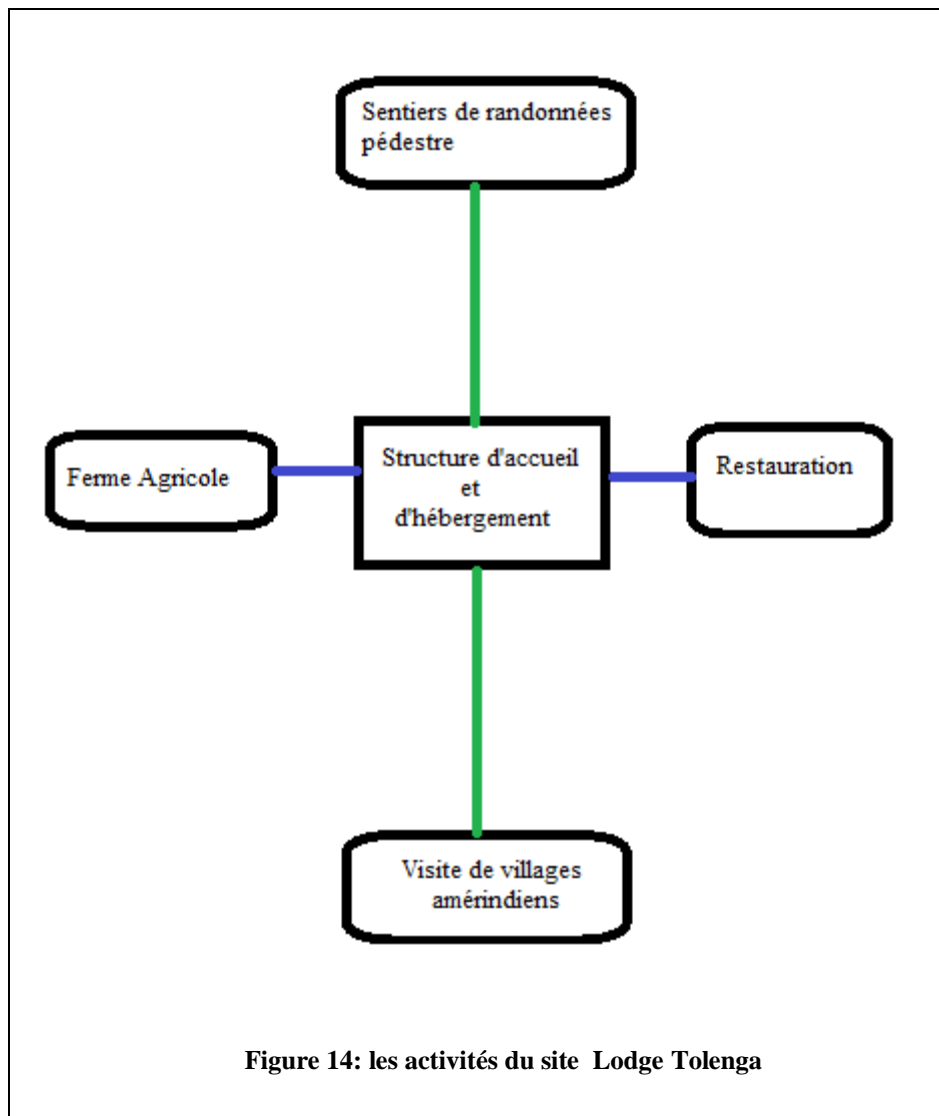 Sentiers de randonnées
pédestre
Ferme Agricole
Structure d'accueil
et
d'hébergement
Restauration
Visite de villages
amérindiens
Figure 14: les activités du site  Lodge Tolenga